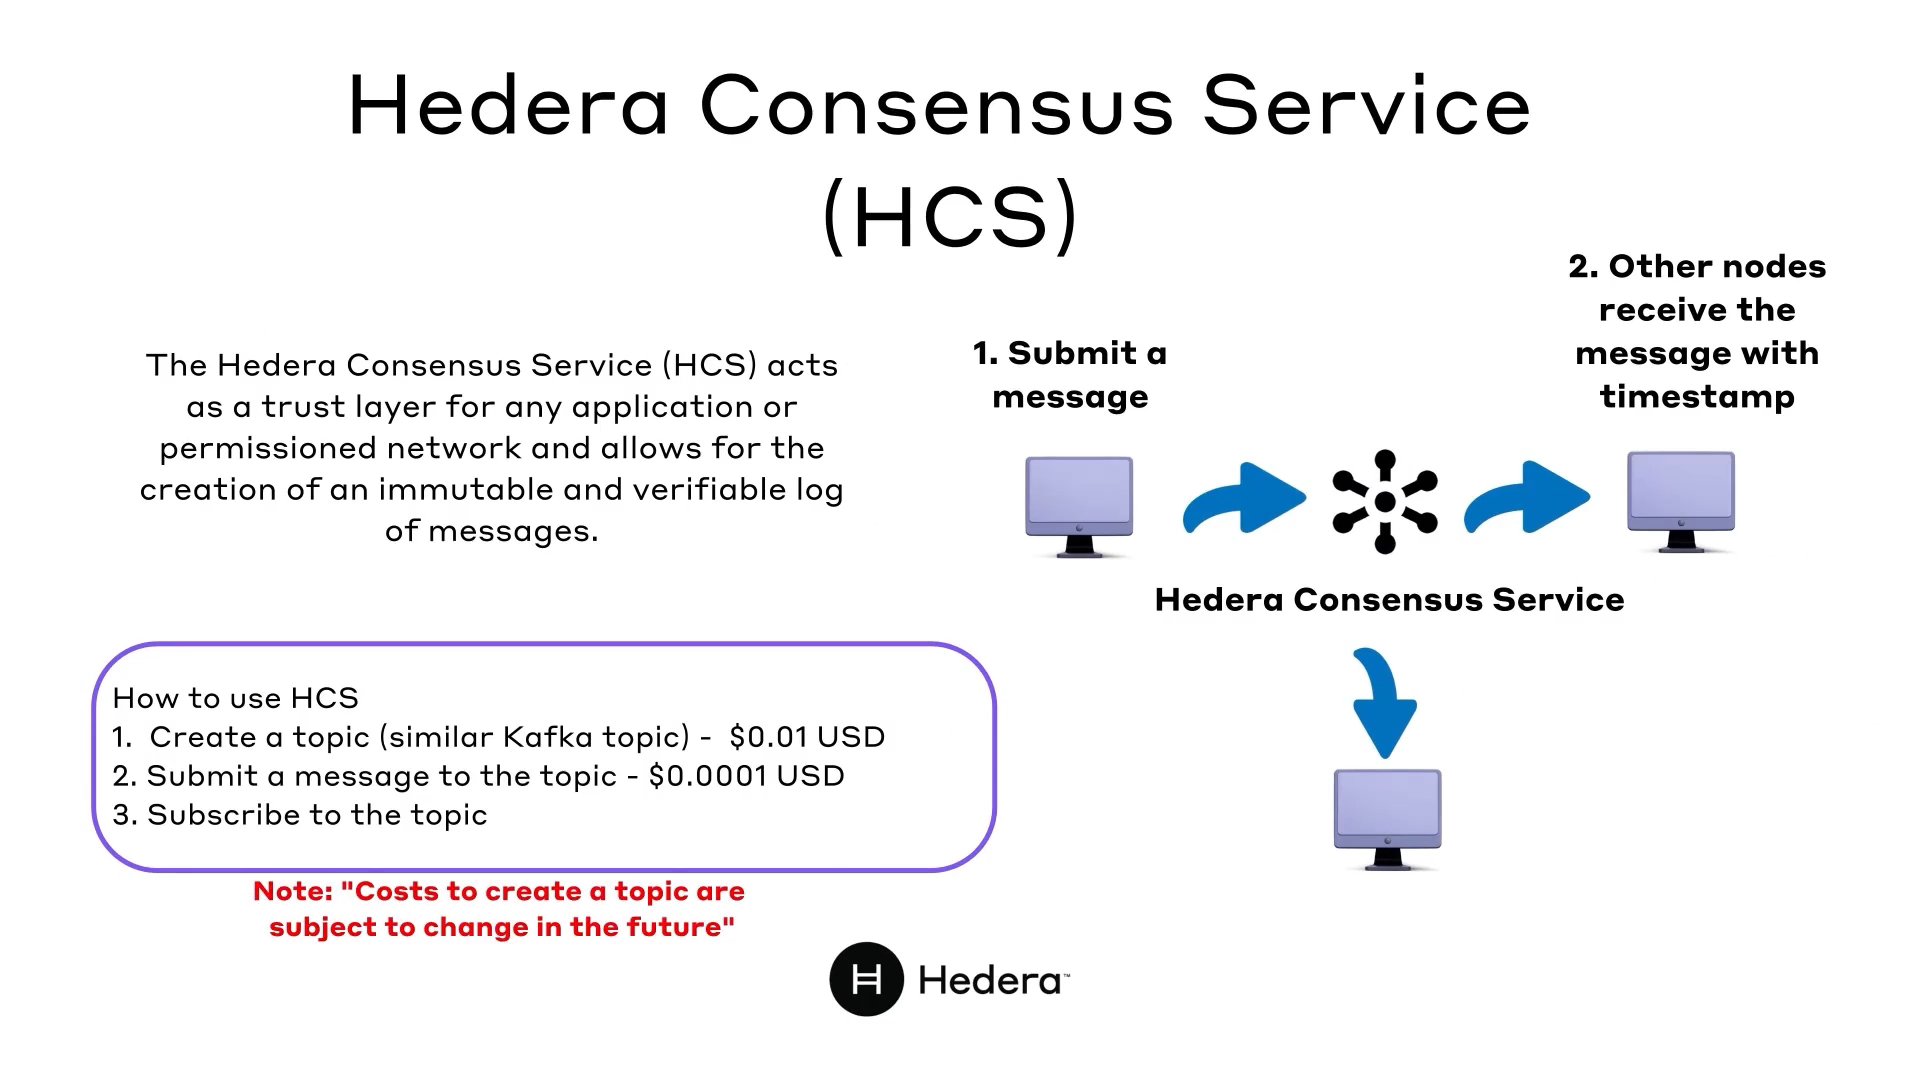 Hedera Consensus Service
(HCS)
The Hedera Consensus Service (HCS) acts
as a trust layer for any application or
permissioned network and allows for the
creation of an immutable and verifiable log
of messages.
1. Submit a
message
2. Other nodes
receive the
message with
timestamp
Hedera Consensus Service
How to use HCS
1.  Create a topic (similar Kafka topic) -  $0.01 USD
2. Submit a message to the topic - $0.0001 USD
3. Subscribe to the topic
Note: "Costs to create a topic are
subject to change in the future"
H Hedera™